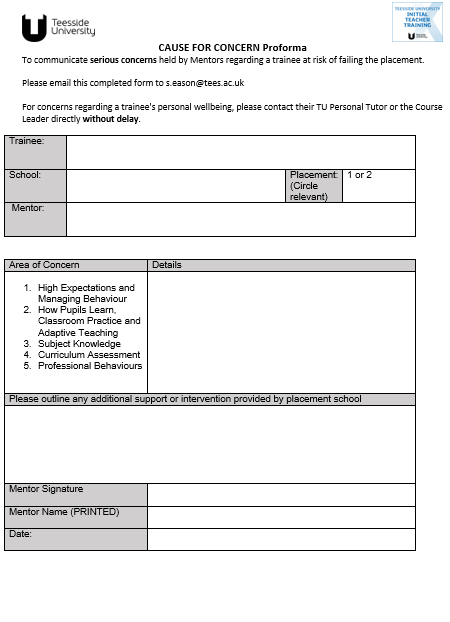 Teesside
University
TEESSIDE UNIVERSITY
INITIAL
TEACHER
TRAINING
CAUSE FOR CONCERN Proforma
To communicate serious concerns held by Mentors regarding a trainee at risk of failing the placement.
Please email this completed form to s.eason@tees.ac.uk
For concerns regarding a trainee's personal wellbeing, please contact their TU Personal Tutor or the Course
Leader directly without delay.
Trainee:
School:
Placement: 1 or 2
(Circle
relevant)
Mentor:
Area of Concern Details
1. High Expectations and
Managing Behaviour
2. How Pupils Learn,
Classroom Practice and
Adaptive Teaching
3. Subject Knowledge
4. Curriculum Assessment
5. Professional Behaviours
Please outline any additional support or intervention provided by placement school
Mentor Signature
Mentor Name (PRINTED)
Date: